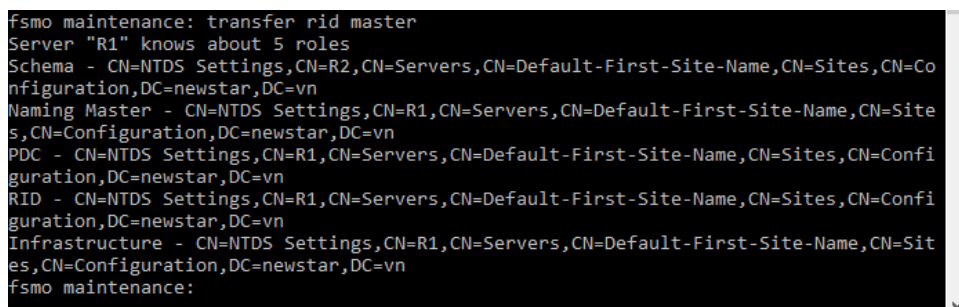 fsmo maintenance: transfer rid master
Server "R1" knows about 5 roles
Schema - CN=NTDS Settings,CN=R2,CN=Servers,CN=Default-First-Site-Name,CN=Sites,CN=Co
nfiguration,DC=newstar,DC=vn
Naming Master - CN=NTDS Settings,CN=R1,CN=Servers,CN=Default-First-Site-Name,CN=Site
s,CN=Configuration,DC=newstar,DC=vn
PDC - CN=NTDS Settings,CN=R1,CN=Servers,CN=Default-First-Site-Name,CN=Sites,CN=Confi
guration,DC=newstar,DC=vn
RID - CN=NTDS Settings,CN=R1,CN=Servers,CN=Default-First-Site-Name,CN=Sites,CN=Confi
guration,DC=newstar,DC=vn
Infrastructure - CN=NTDS Settings,CN=R1,CN=Servers,CN=Default-First-Site-Name,CN=Sit
es,CN=Configuration,DC=newstar,DC=vn
fsmo maintenance: